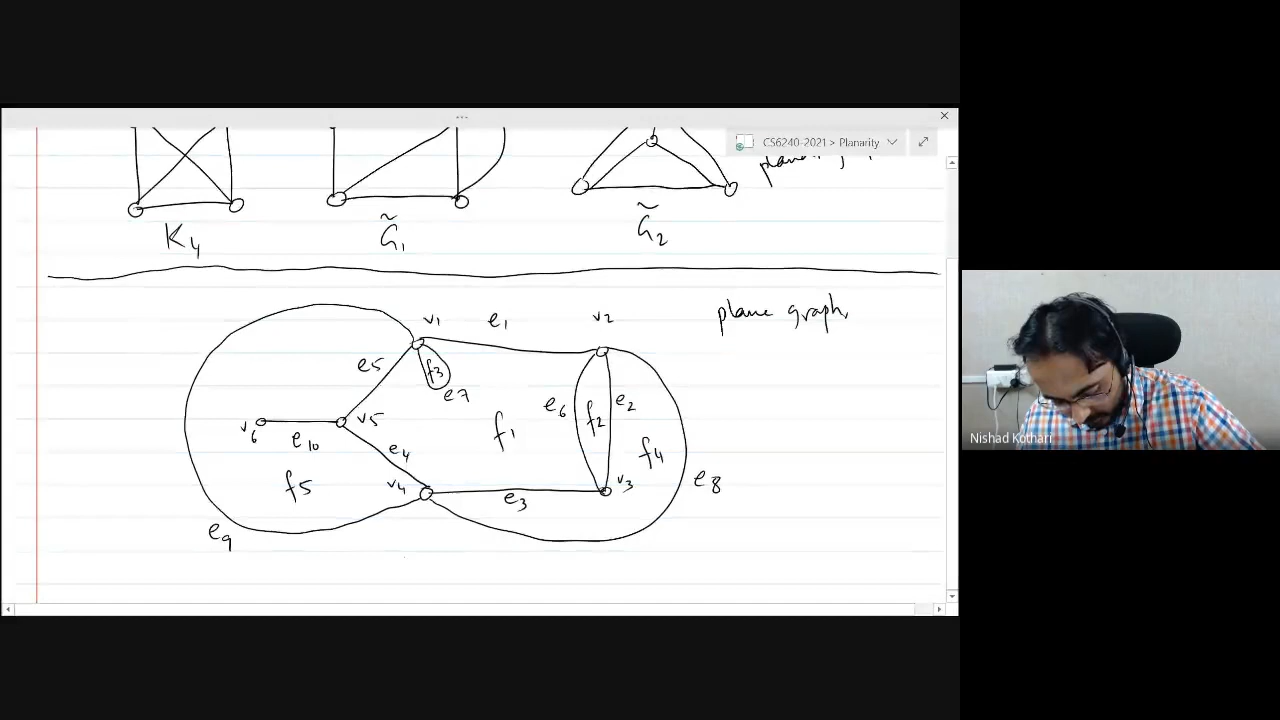 CS6240-2021 > Planarity
K4
G̃1
G̃2
plane graph,
v1 e1 v2
e5 f3
e7
e6 f2 e2
v6 e10 v5 f1
e4 f4
f5 v4 e3 v3 e8
e9
Nishad Kothari